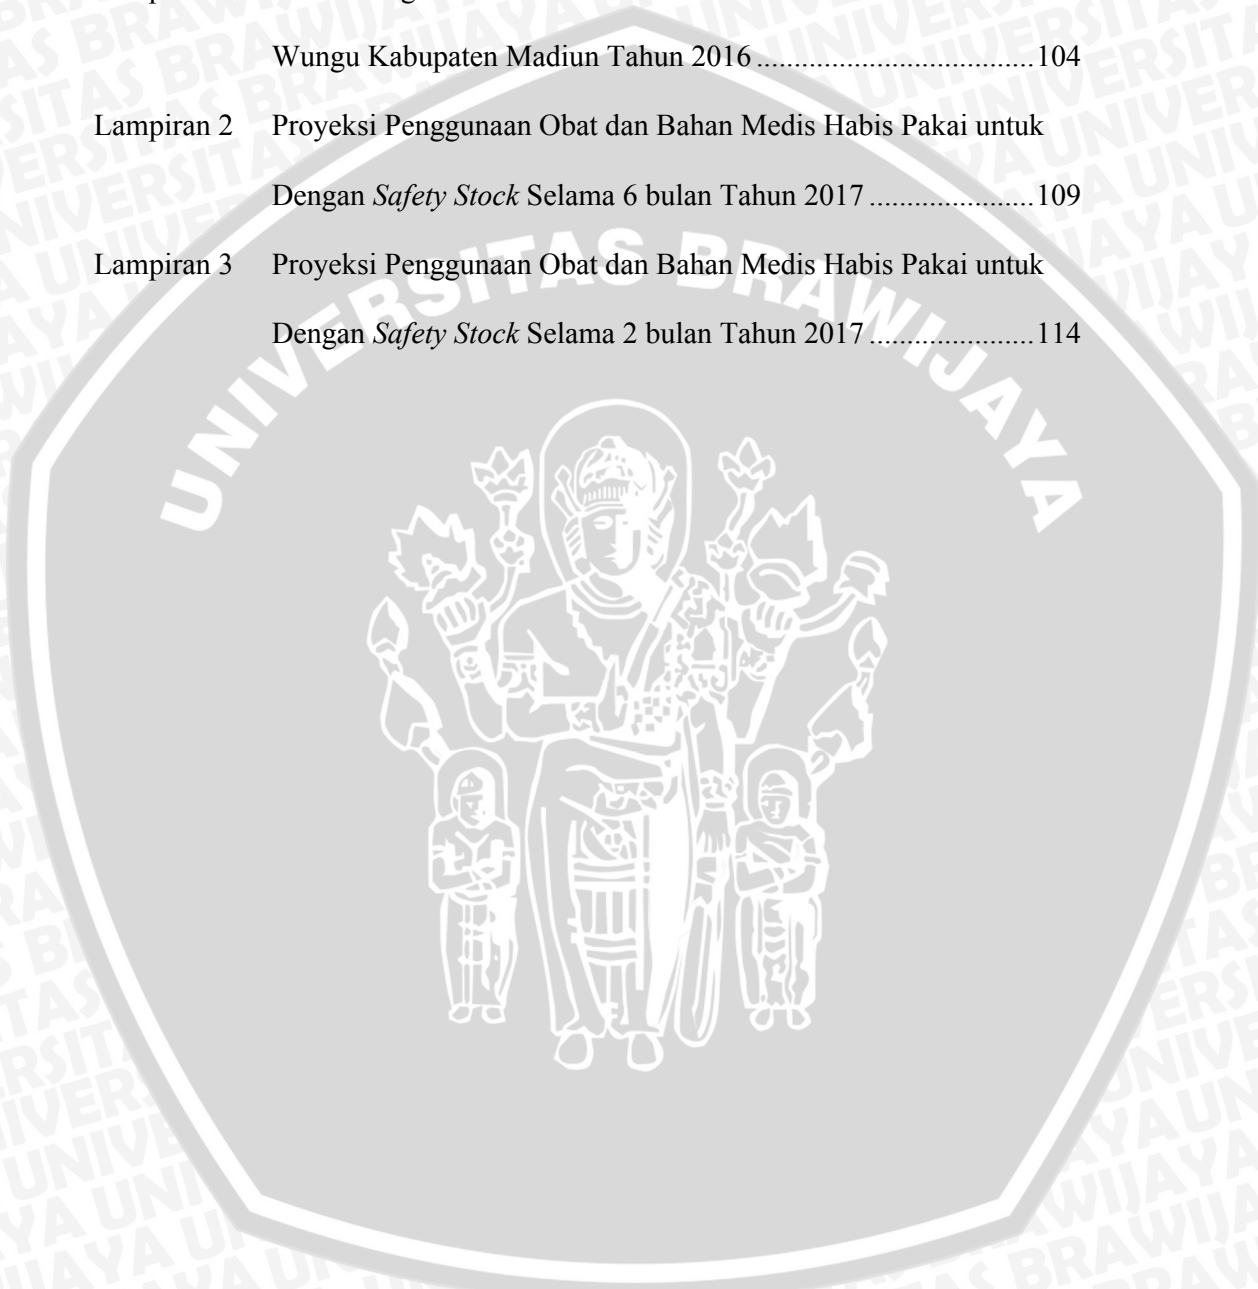 Wungu Kabupaten Madiun Tahun 2016 .................................... 104
Lampiran 2 Proyeksi Penggunaan Obat dan Bahan Medis Habis Pakai untuk
Dengan Safety Stock Selama 6 bulan Tahun 2017 ...................... 109
Lampiran 3 Proyeksi Penggunaan Obat dan Bahan Medis Habis Pakai untuk
Dengan Safety Stock Selama 2 bulan Tahun 2017 ...................... 114
UNIVERSITAS BRAWIJAYA